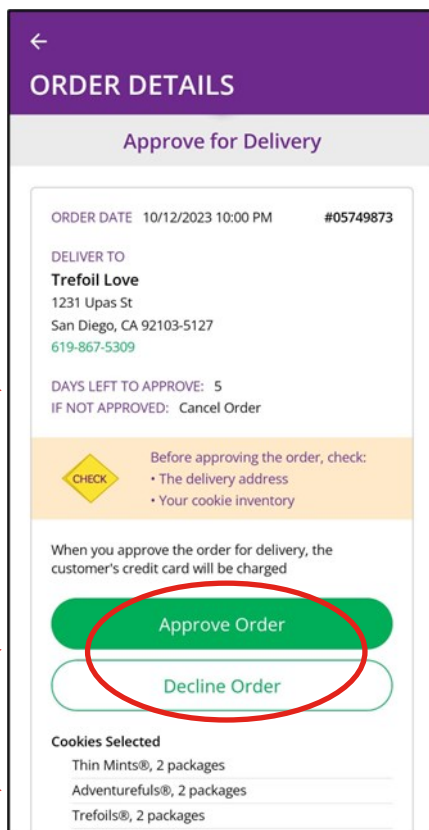 ORDER DETAILS
Approve for Delivery
ORDER DATE 10/12/2023 10:00 PM #05749873
DELIVER TO
Trefoil Love
1231 Upas St
San Diego, CA 92103-5127
619-867-5309
DAYS LEFT TO APPROVE: 5
IF NOT APPROVED: Cancel Order
CHECK
Before approving the order, check:
• The delivery address
• Your cookie inventory
When you approve the order for delivery, the
customer's credit card will be charged
Approve Order
Decline Order
Cookies Selected
Thin Mints®, 2 packages
Adventurefuls®, 2 packages
Trefoils®, 2 packages